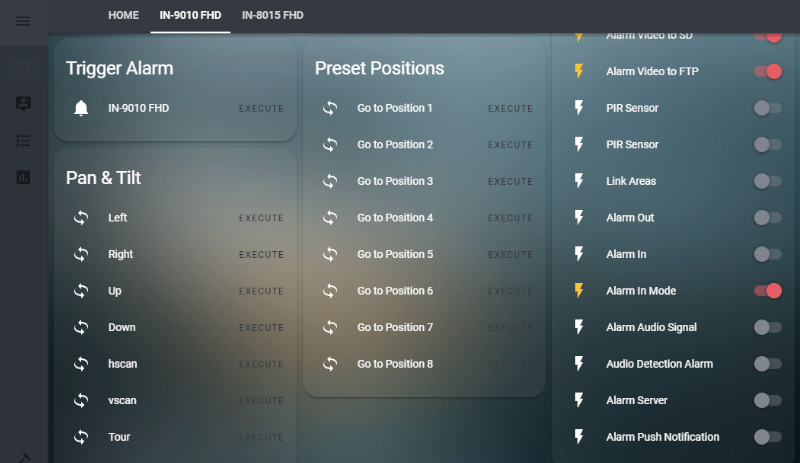 HOME IN-9010 FHD IN-8015 FHD
Trigger Alarm
IN-9010 FHD EXECUTE
Pan & Tilt
Left EXECUTE
Right EXECUTE
Up EXECUTE
Down EXECUTE
hscan EXECUTE
vscan EXECUTE
Tour EXECUTE
Preset Positions
Go to Position 1 EXECUTE
Go to Position 2 EXECUTE
Go to Position 3 EXECUTE
Go to Position 4 EXECUTE
Go to Position 5 EXECUTE
Go to Position 6 EXECUTE
Go to Position 7 EXECUTE
Go to Position 8 EXECUTE
Alarm Video to SD
Alarm Video to FTP
PIR Sensor
PIR Sensor
Link Areas
Alarm Out
Alarm In
Alarm In Mode
Alarm Audio Signal
Audio Detection Alarm
Alarm Server
Alarm Push Notification